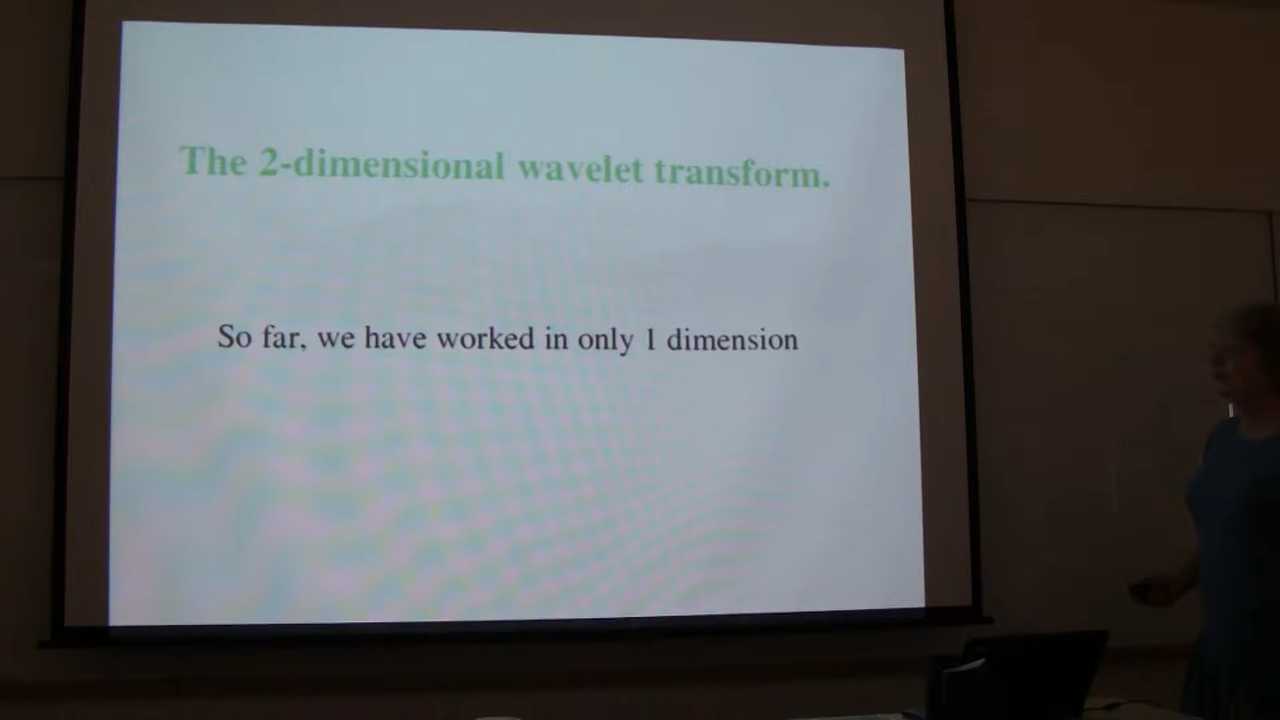 The 2-dimensional wavelet transform.
So far, we have worked in only 1 dimension